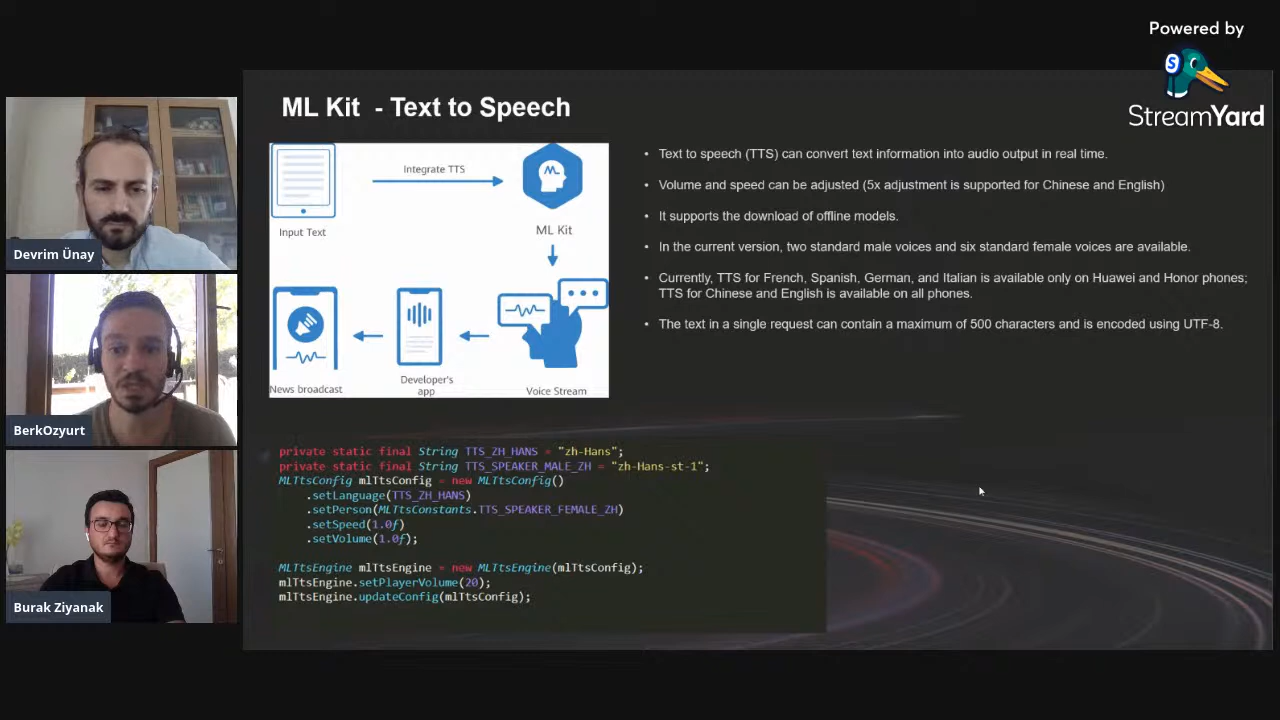 Powered by
StreamYard
Devrim Ünay
BerkOzyurt
Burak Ziyanak
ML Kit - Text to Speech
Input Text
Integrate TTS
ML Kit
News broadcast
Developer's
app
Voice Stream
• Text to speech (TTS) can convert text information into audio output in real time.
• Volume and speed can be adjusted (5x adjustment is supported for Chinese and English)
• It supports the download of offline models.
• In the current version, two standard male voices and six standard female voices are available.
• Currently, TTS for French, Spanish, German, and Italian is available only on Huawei and Honor phones;
TTS for Chinese and English is available on all phones.
• The text in a single request can contain a maximum of 500 characters and is encoded using UTF-8.
private static final String TTS_ZH_HANS = "zh-Hans";
private static final String TTS_SPEAKER_MALE_ZH = "zh-Hans-st-1";
MLTtsConfig mlTtsConfig = new MLTtsConfig()
.setLanguage(TTS_ZH_HANS)
.setPerson(MLTtsConstants.TTS_SPEAKER_FEMALE_ZH)
.setSpeed(1.0f)
.setVolume(1.0f);
MLTtsEngine mlTtsEngine = new MLTtsEngine(mlTtsConfig);
mlTtsEngine.setPlayerVolume(20);
mlTtsEngine.updateConfig(mlTtsConfig);